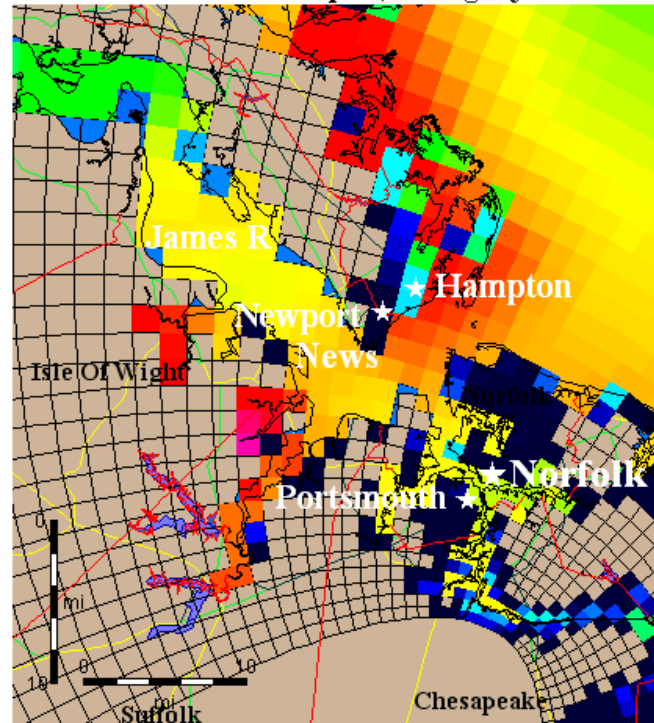 James R
Hampton
Newport
News
Isle Of Wight
Norfolk
Norfolk
Portsmouth
0
mi
10
0
10
mi
Chesapeake
Suffolk